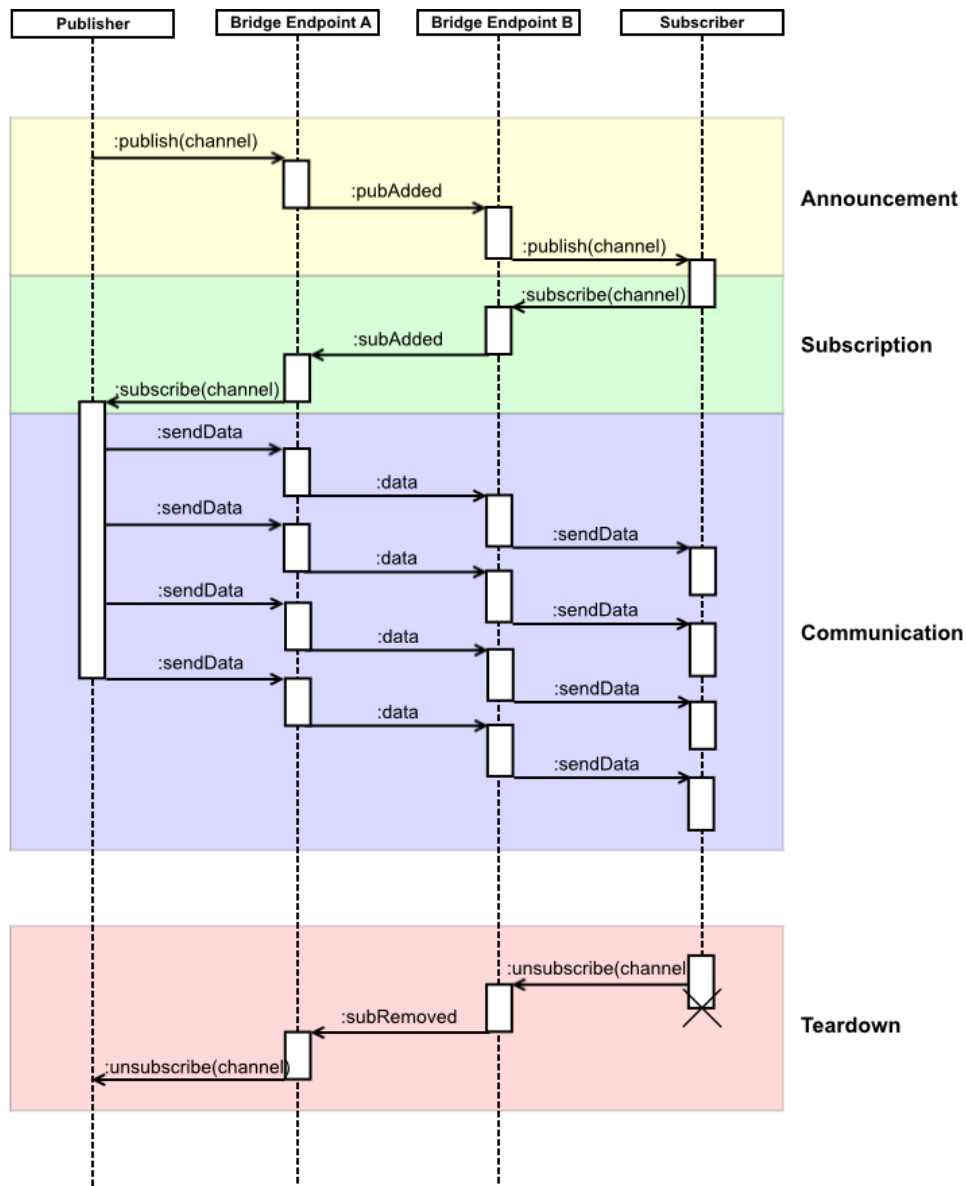 Publisher
Bridge Endpoint A
Bridge Endpoint B
Subscriber
:publish(channel)
:pubAdded
Announcement
:publish(channel)
:subscribe(channel)
:subAdded
Subscription
:subscribe(channel)
:sendData
:data
:sendData
:sendData
:data
:sendData
:sendData
Communication
:data
:sendData
:sendData
:data
:sendData
:unsubscribe(channel
:subRemoved
Teardown
:unsubscribe(channel)